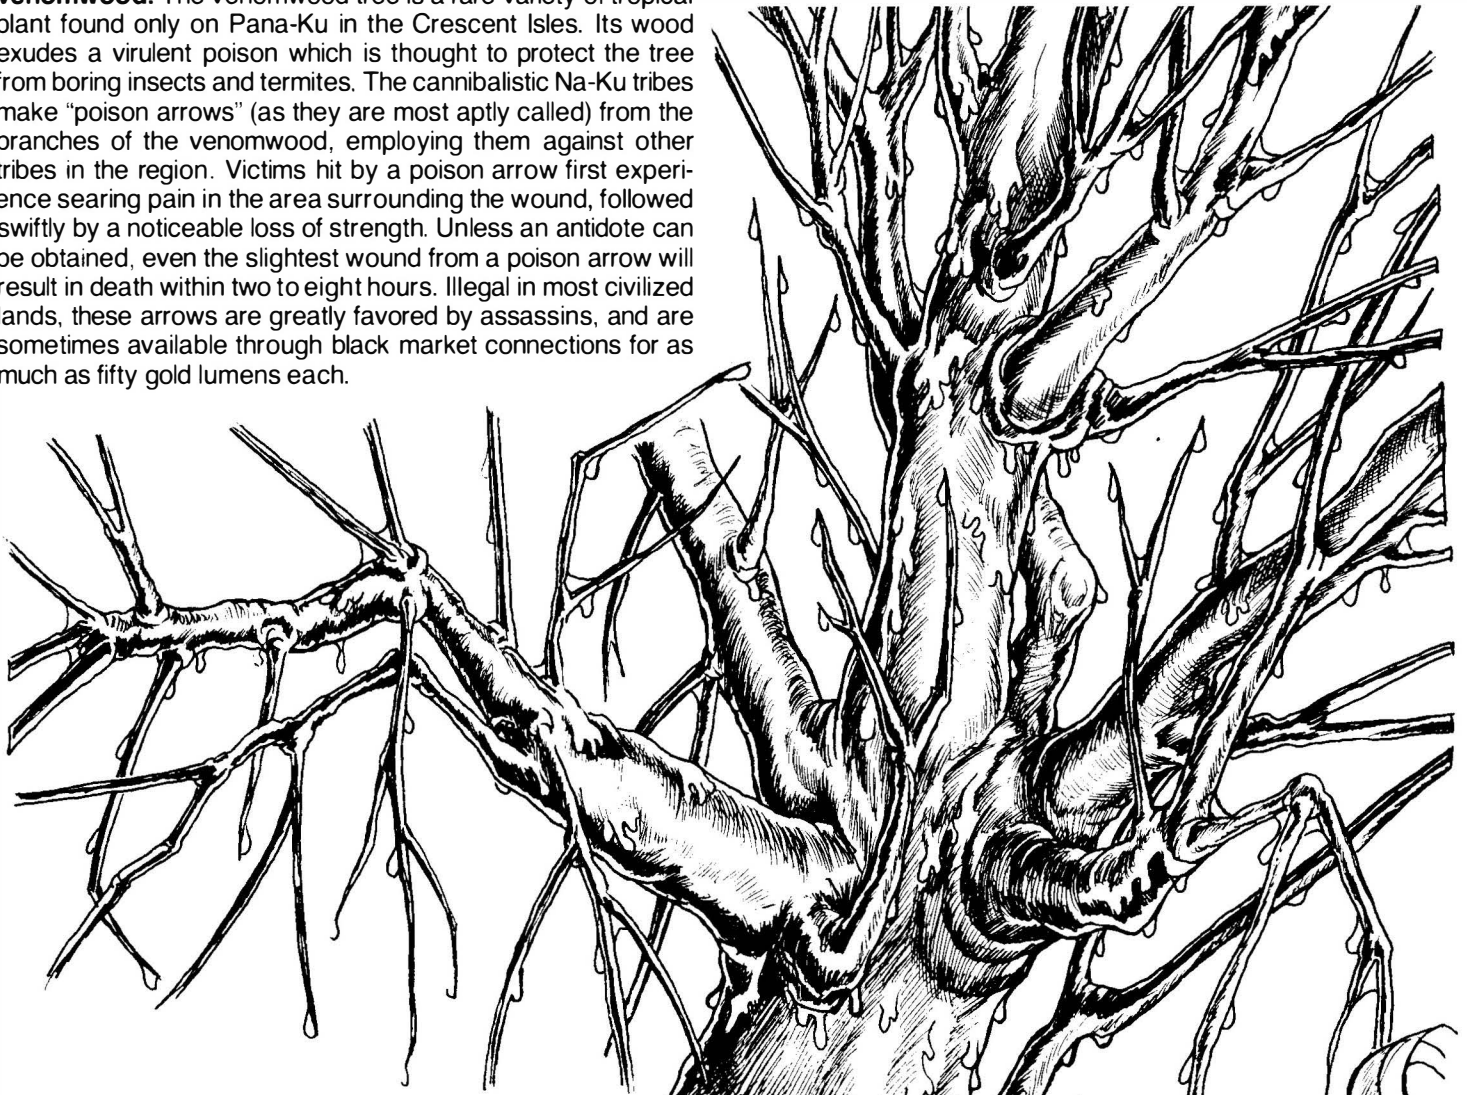 venomwood. The venomwood tree is a rare variety of tropical
plant found only on Pana-Ku in the Crescent Isles. Its wood
exudes a virulent poison which is thought to protect the tree
from boring insects and termites. The cannibalistic Na-Ku tribes
make “poison arrows” (as they are most aptly called) from the
branches of the venomwood, employing them against other
tribes in the region. Victims hit by a poison arrow first experi-
ence searing pain in the area surrounding the wound, followed
swiftly by a noticeable loss of strength. Unless an antidote can
be obtained, even the slightest wound from a poison arrow will
result in death within two to eight hours. Illegal in most civilized
lands, these arrows are greatly favored by assassins, and are
sometimes available through black market connections for as
much as fifty gold lumens each.